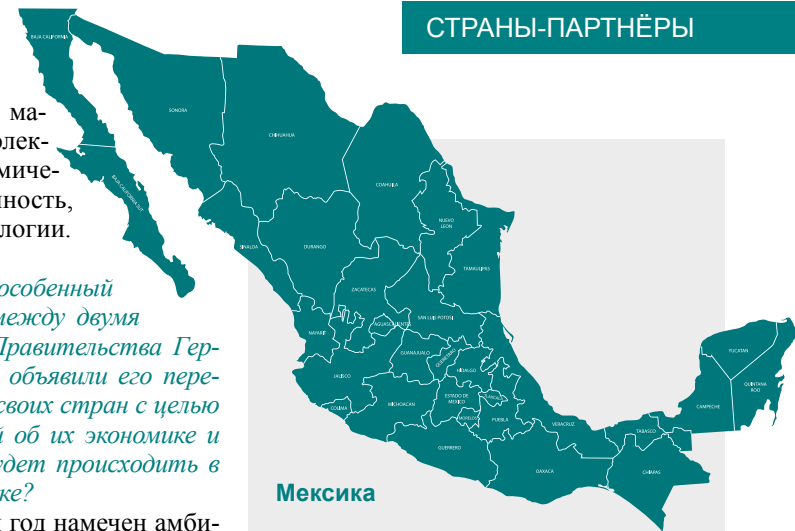 СТРАНЫ-ПАРТНЁРЫ
ма-
олек-
миче-
нность,
логии.
особенный
между двумя
Правительства Гер-
объявили его пере-
своих стран с целью
й об их экономике и
удет происходить в
ке?
год намечен амби-
BAJA CALIFORNIA
SONORA
CHIHUAHUA
COAHUILA
BAJA CALIFORNIA SUR
NUEVO
LEON
SINALOA
DURANGO
TAMAULIPAS
ZACATECAS
SAN LUIS POTOSI
AGUASCALIENTES
NAYARIT
GUANAJUALO
QUERETARO
HIDALGO
JALISCO
YUCATAN
QUINTANA
ROO
CAMPECHE
COLIMA
MICHOACAN
ESTADO DE
MEXICO
TLAXCALA
MORELOS
PUEBLA
VERACRUZ
TABASCO
GUERRERO
OAXACA
CHIAPAS
Мексика